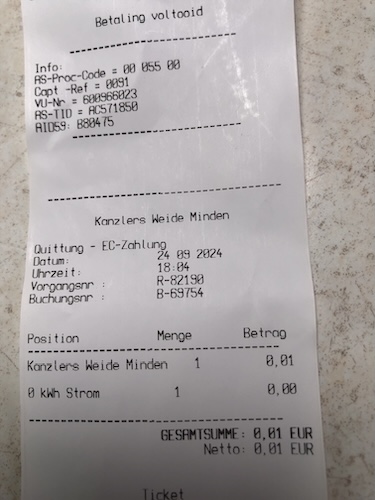 Betaling voltooid
Info:
AS-Proc-Code = 00 055 00
Capt -Ref = 0091
VU-Nr = 600966023
AS-TID = AC571850
AID59: B80475
Kanzlers Weide Minden
Quittung - EC-Zahlung
Datum: 24 09 2024
Uhrzeit: 18:04
Vorgangsnr : R-82190
Buchungsnr : B-69754
Position Menge Betrag
Kanzlers Weide Minden 1 0,01
0 kWh Strom 1 0,00
GESAMTSUMME: 0,01 EUR
Netto: 0,01 EUR
Ticket